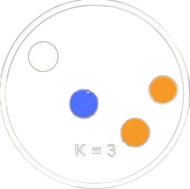 K = 3